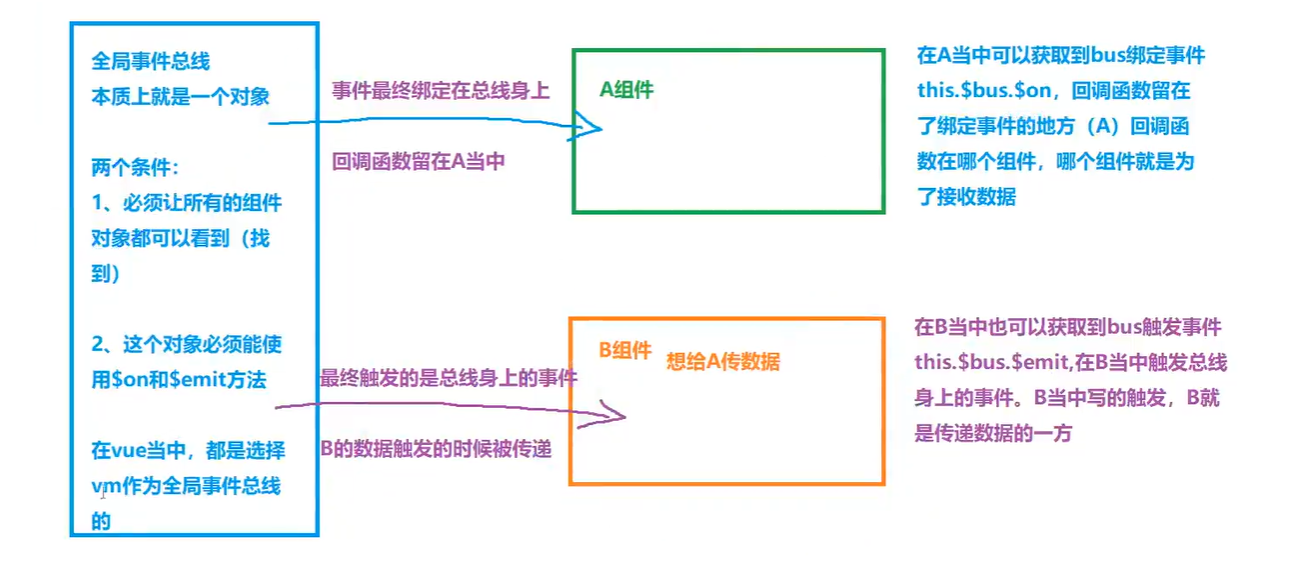 全局事件总线
本质上就是一个对象
两个条件：
1、必须让所有的组件
对象都可以看到（找
到）
2、这个对象必须能使
用$on和$emit方法
在vue当中，都是选择
vm作为全局事件总线
的
事件最终绑定在总线身上
回调函数留在A当中
A组件
在A当中可以获取到bus绑定事件
this.$bus.$on，回调函数留在
了绑定事件的地方（A）回调函
数在哪个组件，哪个组件就是为
了接收数据
最终触发的是总线身上的事件
B的数据触发的时候被传递
B组件
想给A传数据
在B当中也可以获取到bus触发事件
this.$bus.$emit,在B当中触发总线
身上的事件。B当中写的触发，B就
是传递数据的一方